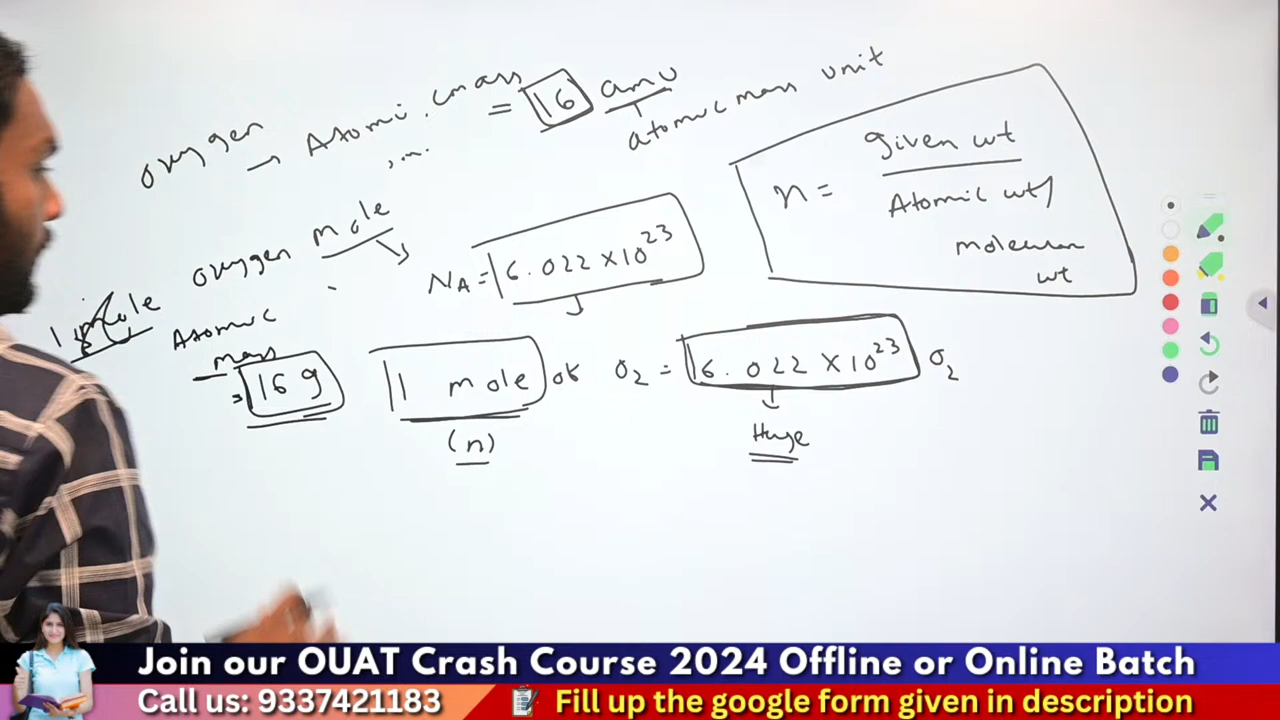 oxygen → Atomic mass = 16 amu
atomic mass unit
n = given wt
Atomic wt/
molecular
wt
oxygen mole
NA = 6.022 × 10²³
1 mole
Atomic
mass
= 16 g
1 mole of O₂ = 6.022 × 10²³ O₂
(n)
Huge
Join our OUAT Crash Course 2024 Offline or Online Batch
Call us: 9337421183
Fill up the google form given in description